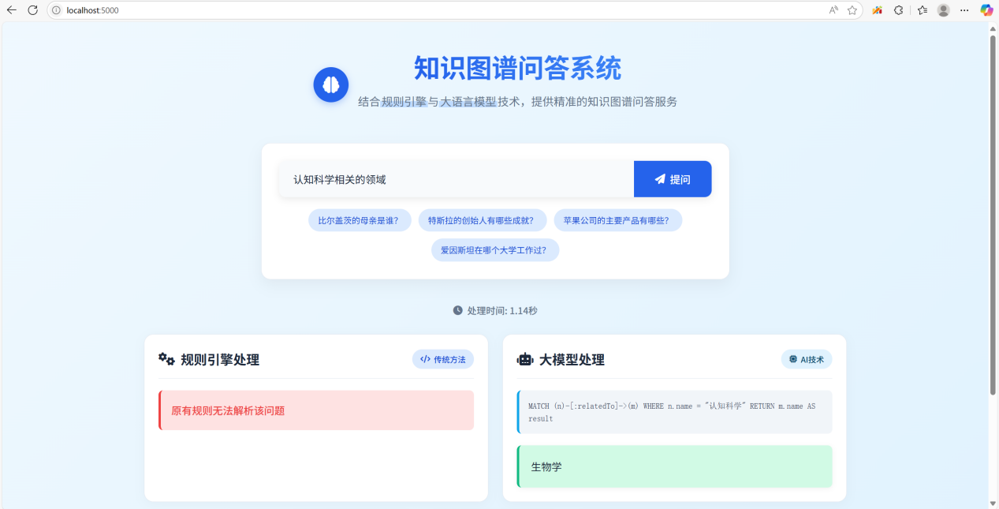 localhost:5000
知识图谱问答系统
结合规则引擎与大语言模型技术，提供精准的知识图谱问答服务
认知科学相关的领域
提问
比尔盖茨的母亲是谁？
特斯拉的创始人有哪些成就？
苹果公司的主要产品有哪些？
爱因斯坦在哪个大学工作过？
处理时间: 1.14秒
规则引擎处理
</> 传统方法
原有规则无法解析该问题
大模型处理
AI技术
MATCH (n)-[:relatedTo]->(m) WHERE n.name = "认知科学" RETURN m.name AS
result
生物学